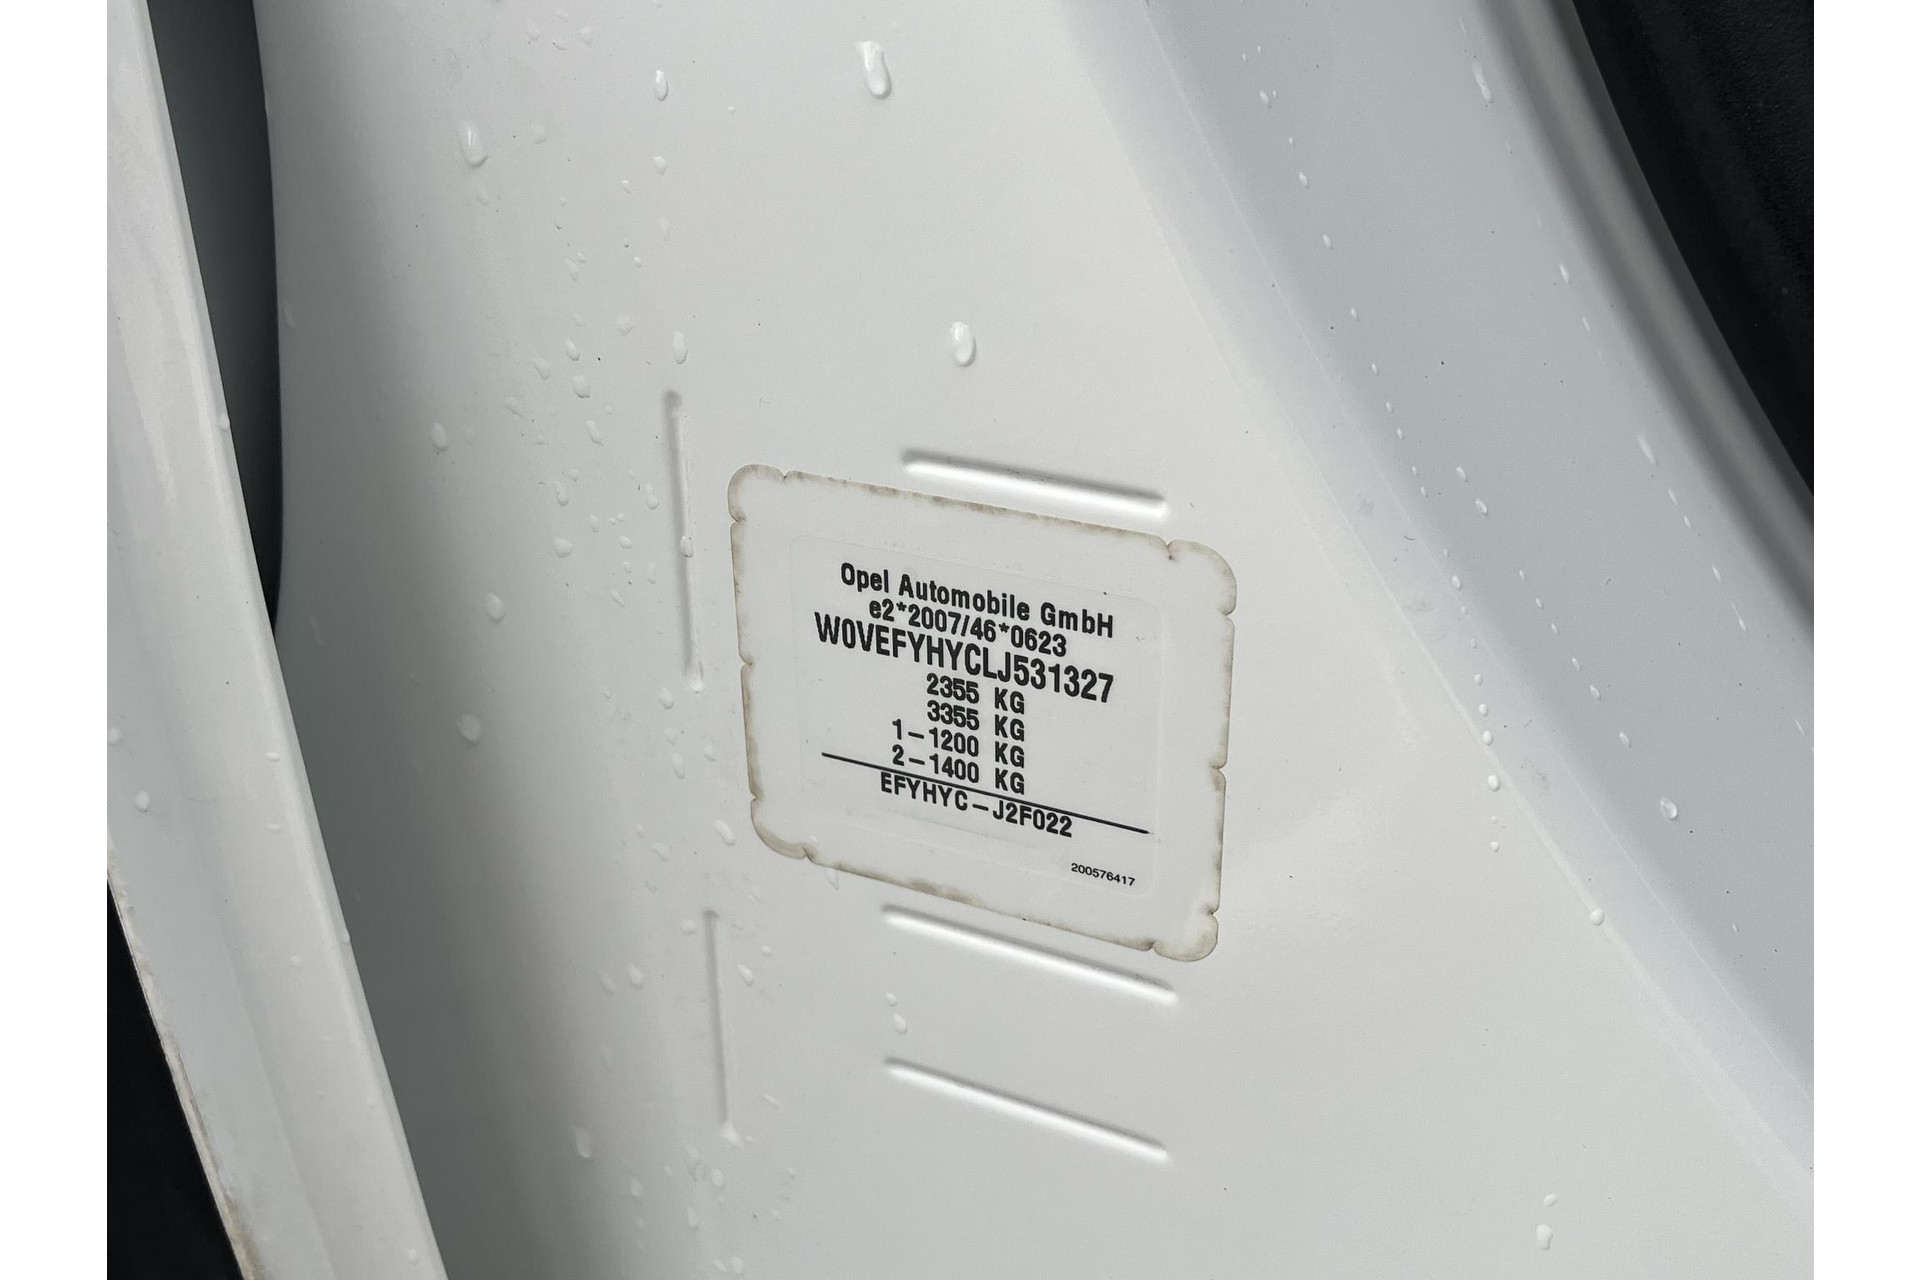 Opel Automobile GmbH
e2*2007/46*0623
W0VEFYHYCLJ531327
2355 KG
3355 KG
1-1200 KG
2-1400 KG
EFYHYC-J2F022
200576417